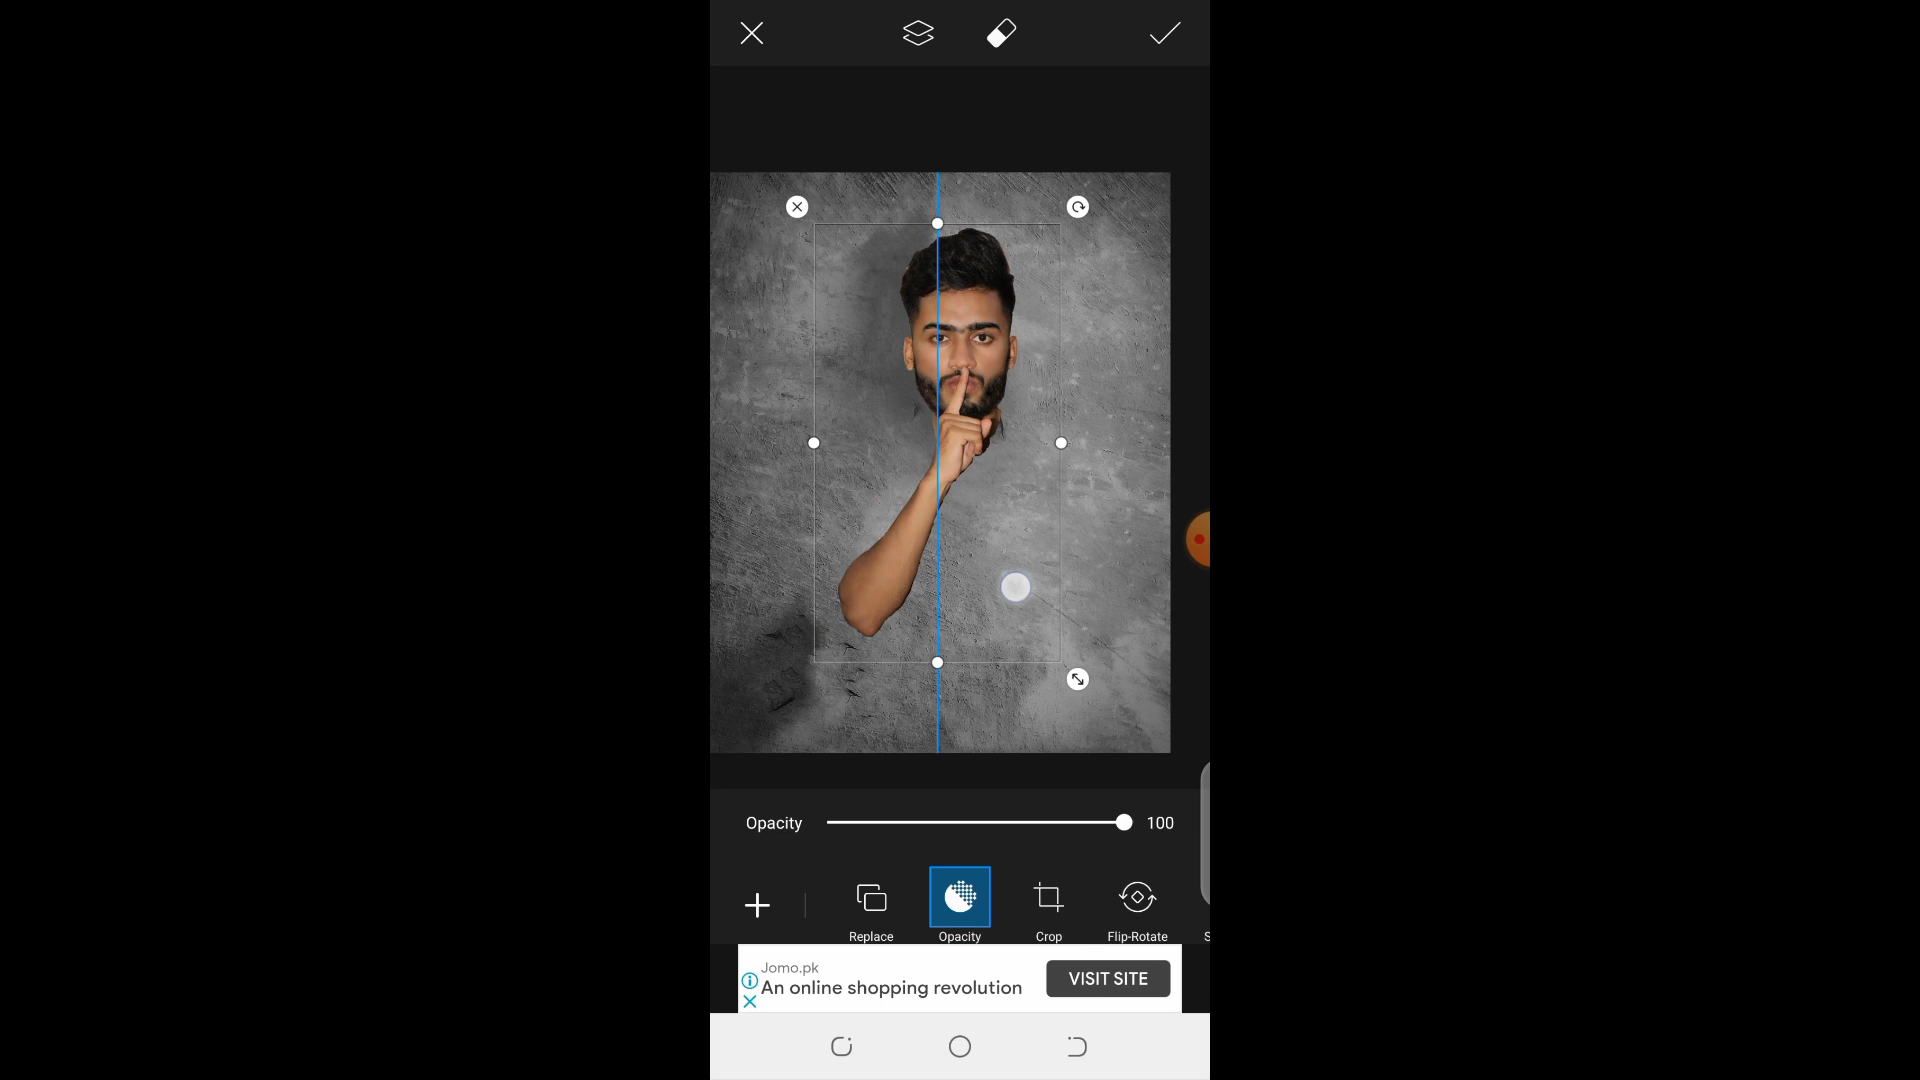 Opacity 100
Replace Opacity Crop Flip-Rotate S
Jomo.pk
An online shopping revolution
VISIT SITE